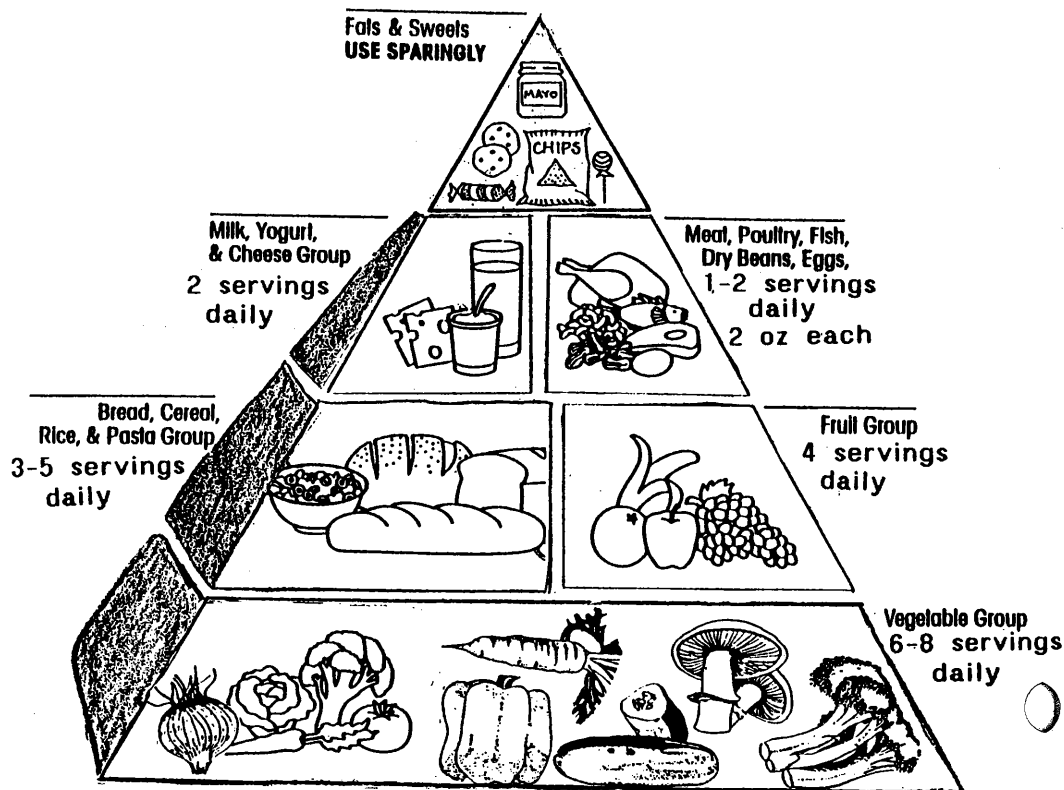 Fats & Sweets
USE SPARINGLY
MAYO
CHIPS
Milk, Yogurt,
& Cheese Group
2 servings
daily
Meat, Poultry, Fish,
Dry Beans, Eggs,
1-2 servings
daily
2 oz each
Bread, Cereal,
Rice, & Pasta Group
3-5 servings
daily
Fruit Group
4 servings
daily
Vegetable Group
6-8 servings
daily